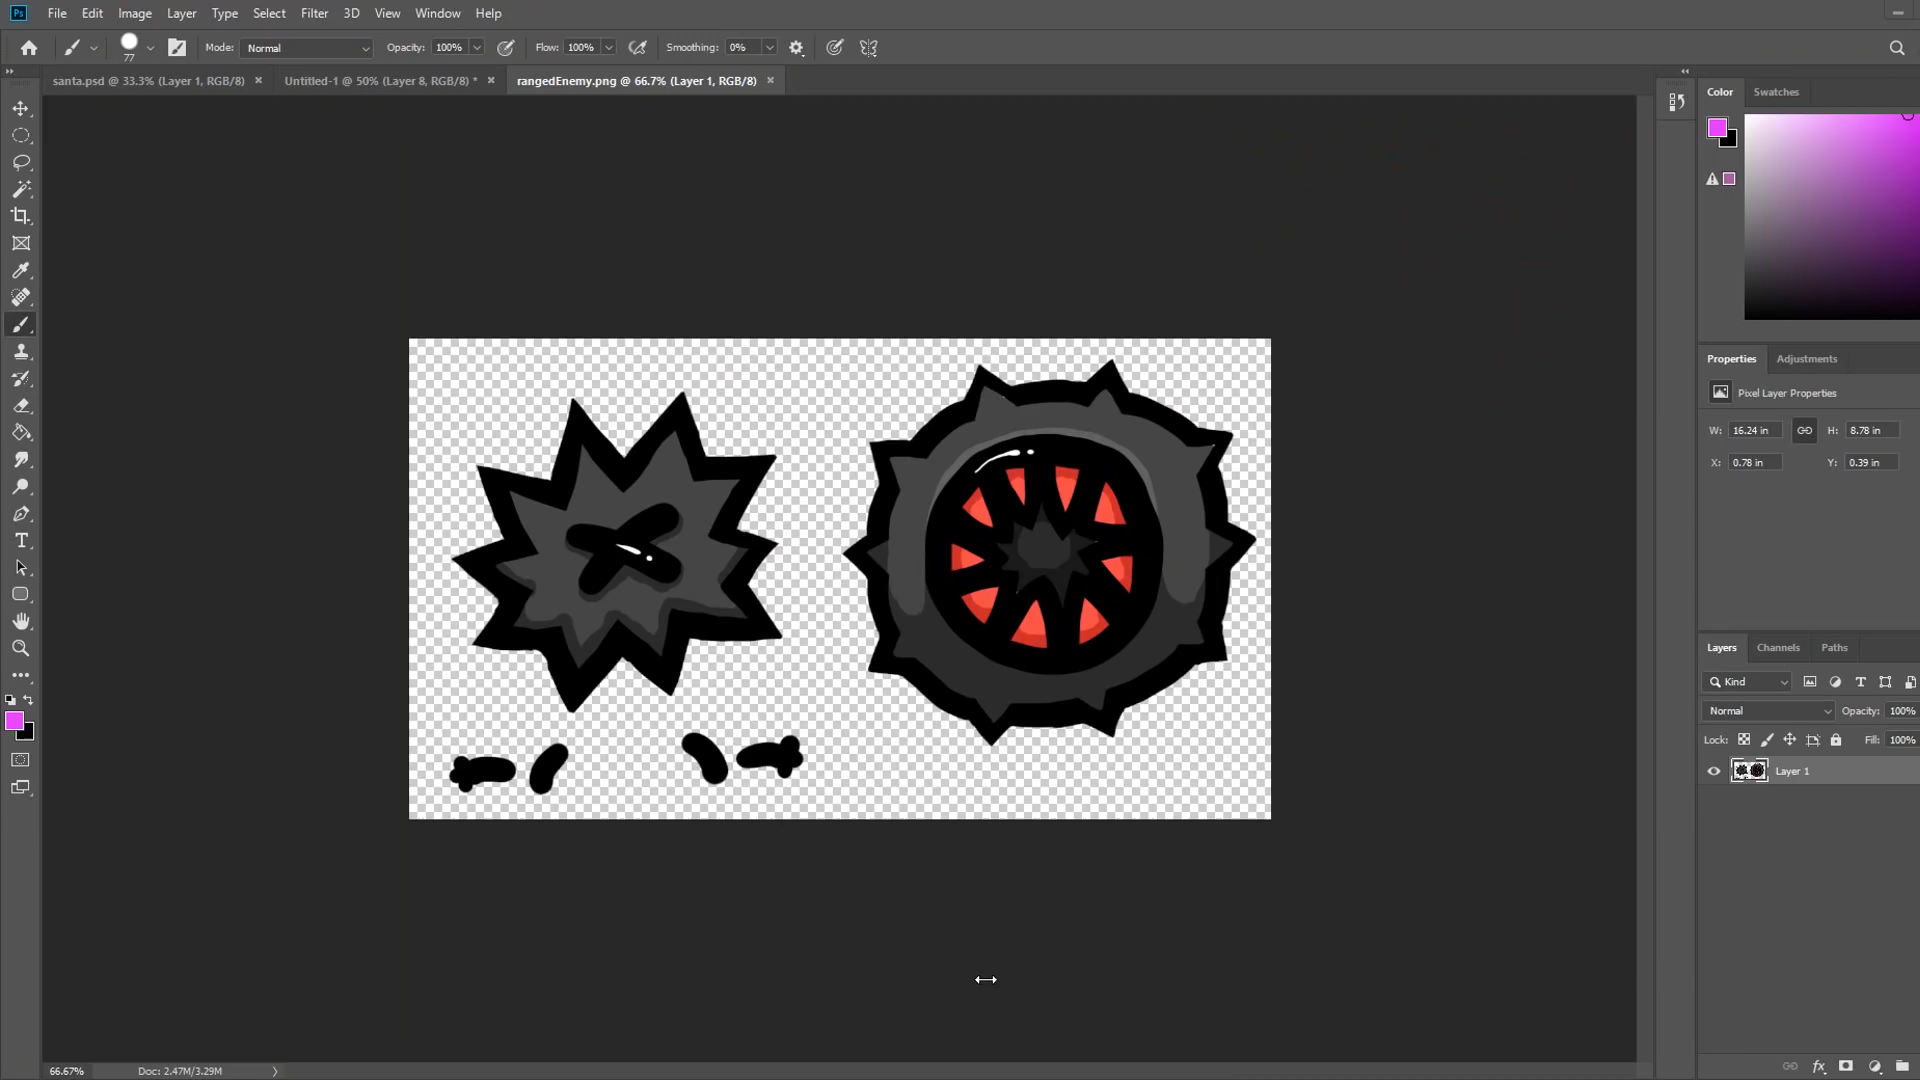 Ps File Edit Image Layer Type Select Filter 3D View Window Help
77 Mode: Normal Opacity: 100% Flow: 100% Smoothing: 0%
santa.psd @ 33.3% (Layer 1, RGB/8) Untitled-1 @ 50% (Layer 8, RGB/8) * rangedEnemy.png @ 66.7% (Layer 1, RGB/8)
Color Swatches
Properties Adjustments
Pixel Layer Properties
W: 16.24 in H: 8.78 in
X: 0.78 in Y: 0.39 in
Layers Channels Paths
Kind
Normal Opacity: 100%
Lock: Fill: 100%
Layer 1
66.67% Doc: 2.47M/3.29M